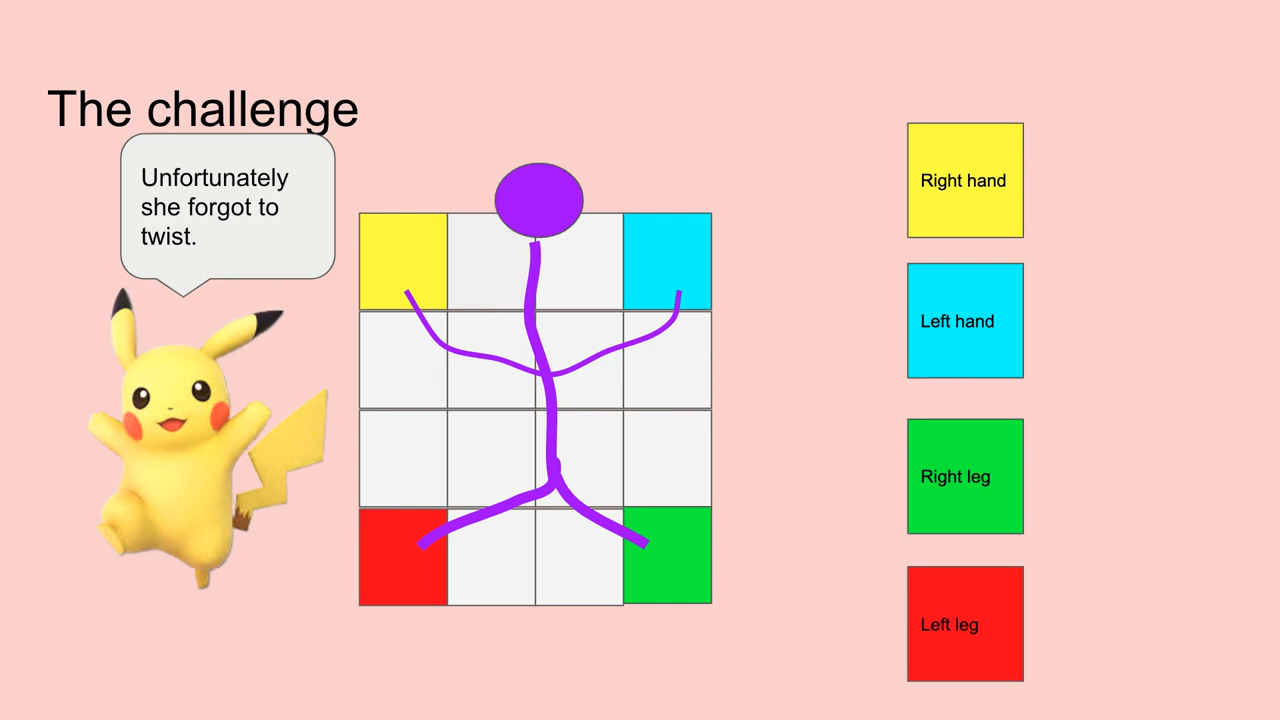 The challenge
Unfortunately
she forgot to
twist.
Right hand
Left hand
Right leg
Left leg